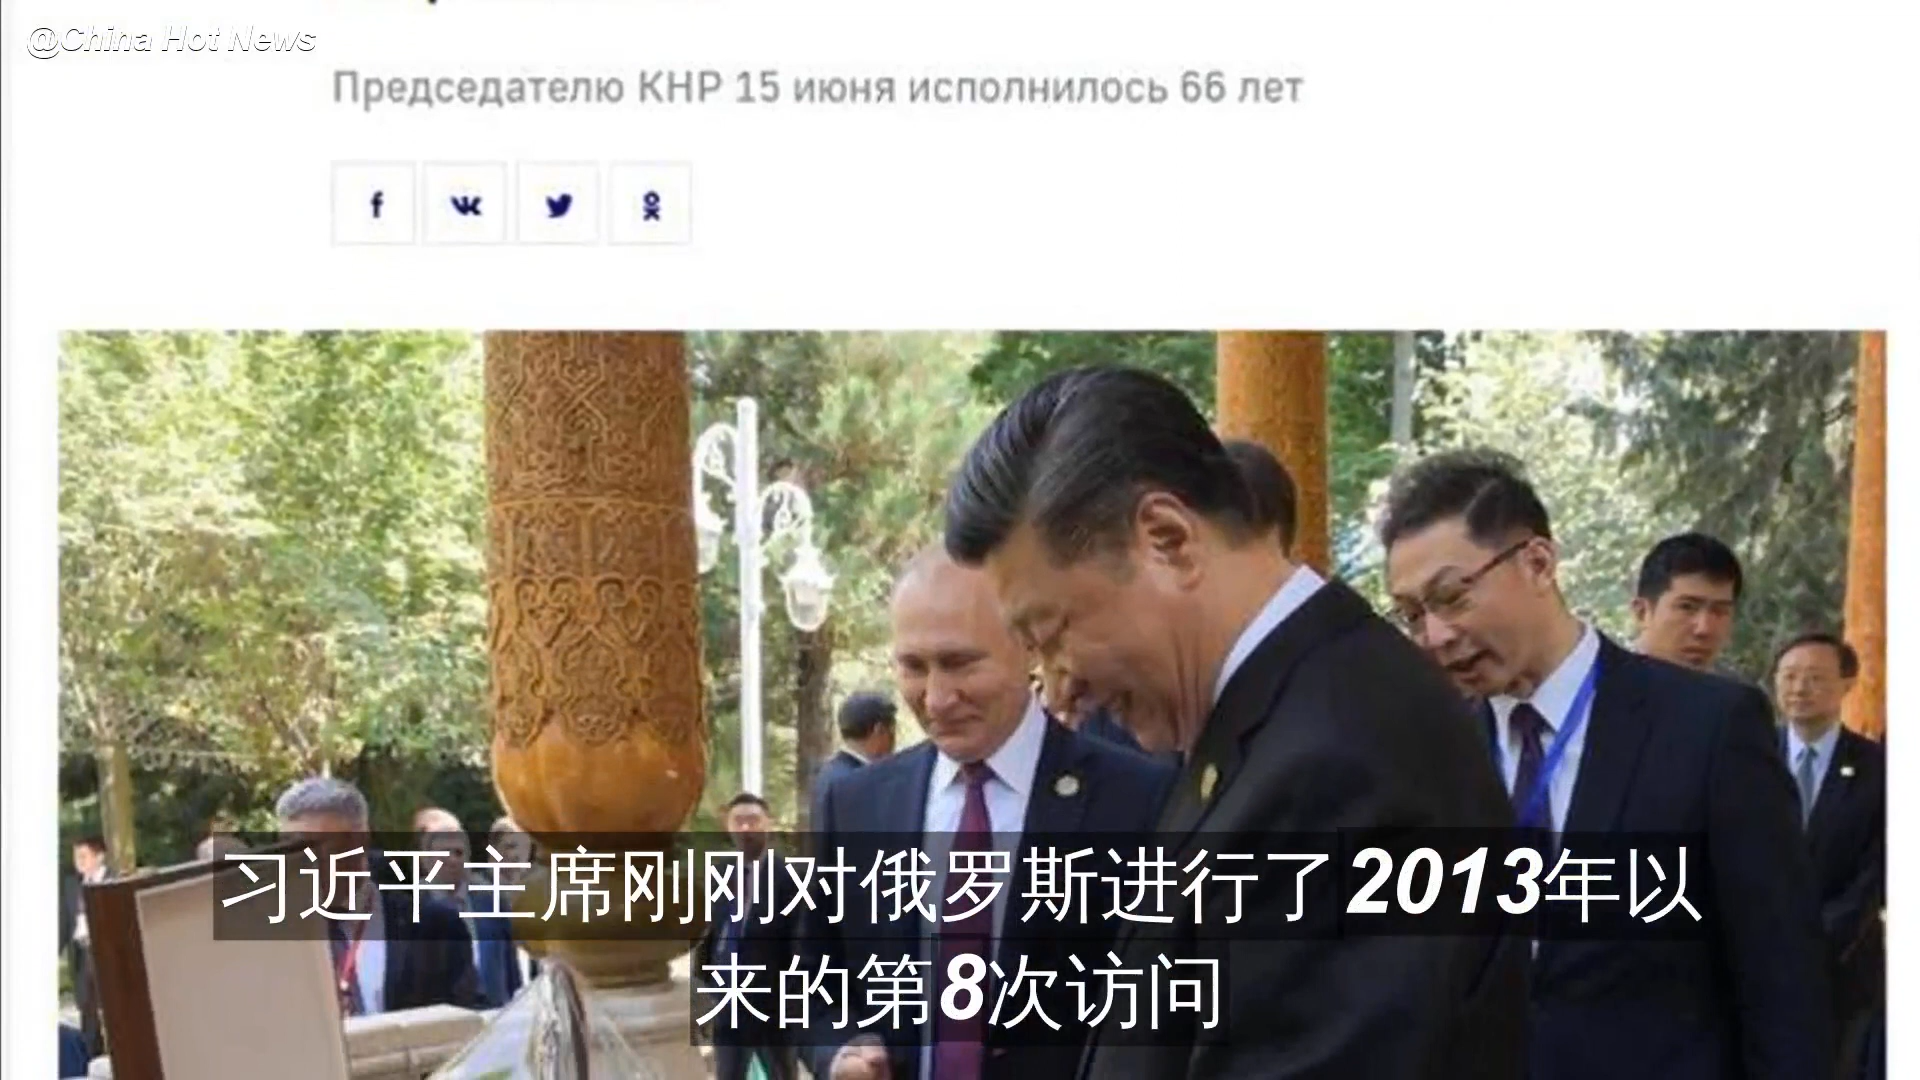 @China Hot News
Председателю КНР 15 июня исполнилось 66 лет
习近平主席刚刚对俄罗斯进行了2013年以
来的第8次访问